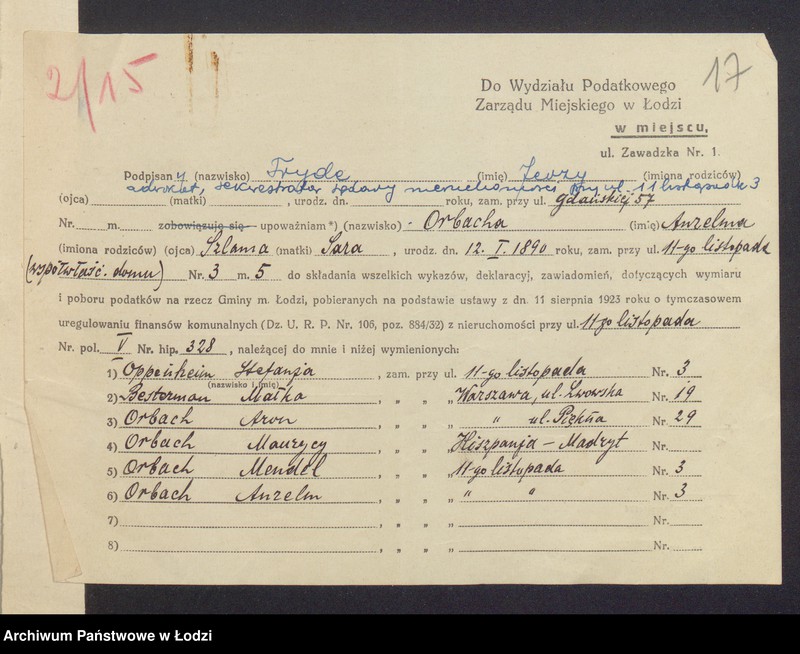 2/15
17
Do Wydziału Podatkowego
Zarządu Miejskiego w Łodzi
w miejscu,
ul. Zawadzka Nr. 1.
Podpisany (nazwisko) Fryde (imię) Jerzy (imiona rodziców)
adwokat, sekwestrator sądowy nieruchomości przy ul. 11 listopada 3
(ojca) (matki) , urodz. dn. roku, zam. przy ul. Gdańskiej 57
Nr. m. zobowiązuję się upoważniam *) (nazwisko) Orbacha (imię) Anzelma
(imiona rodziców) (ojca) Szlama (matki) Sara , urodz. dn. 12. I. 1890 roku, zam. przy ul. 11-go listopada
(współwłaść. domu) Nr. 3 m. 5 do składania wszelkich wykazów, deklaracyj, zawiadomień, dotyczących wymiaru
i poboru podatków na rzecz Gminy m. Łodzi, pobieranych na podstawie ustawy z dn. 11 sierpnia 1923 roku o tymczasowem
uregulowaniu finansów komunalnych (Dz. U. R. P. Nr. 106, poz. 884/32) z nieruchomości przy ul. 11-go listopada
Nr. pol. V Nr. hip. 328 , należącej do mnie i niżej wymienionych:
1) Oppenheim Stefanja , zam. przy ul. 11-go listopada Nr. 3
(nazwisko i imię)
2) Besterman Małka , „ „ „ Warszawa, ul. Lwowska Nr. 19
3) Orbach Aron , „ „ „ „ ul. Piękna Nr. 29
4) Orbach Maurycy , „ „ „ Hiszpanja – Madryt Nr.
5) Orbach Mendel , „ „ „ 11-go listopada Nr. 3
6) Orbach Anzelm , „ „ „ „ „ Nr. 3
7) , „ „ „ Nr.
8) , „ „ „ Nr.
Archiwum Państwowe w Łodzi